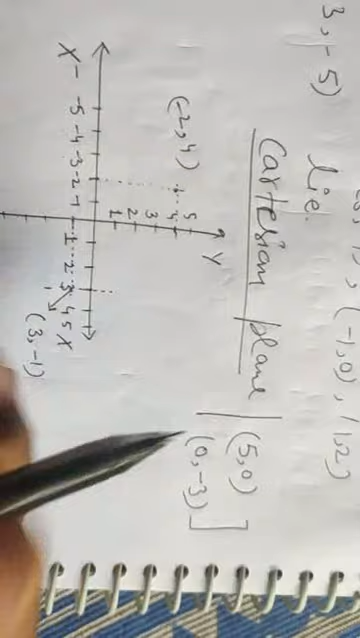 3, -5)
(-1,0), (1,2)
lie.
Cartesian plane
(5,0)
(0,-3)
(-2,4)
Y
5
4
3
2
1
X- -5 -4 -3 -2 -1 1 2 3 4 5 X
(3,-1)